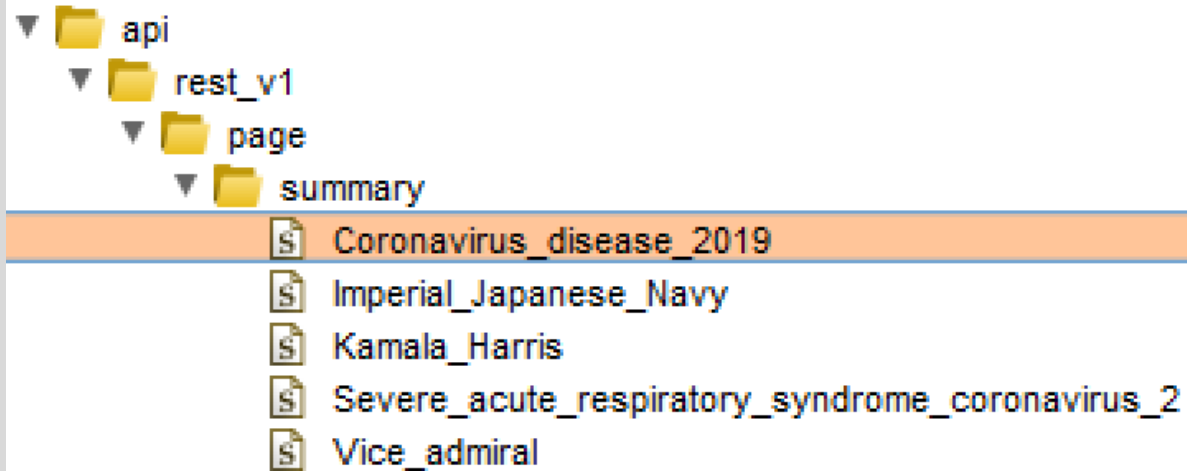 api
rest_v1
page
summary
Coronavirus_disease_2019
Imperial_Japanese_Navy
Kamala_Harris
Severe_acute_respiratory_syndrome_coronavirus_2
Vice_admiral